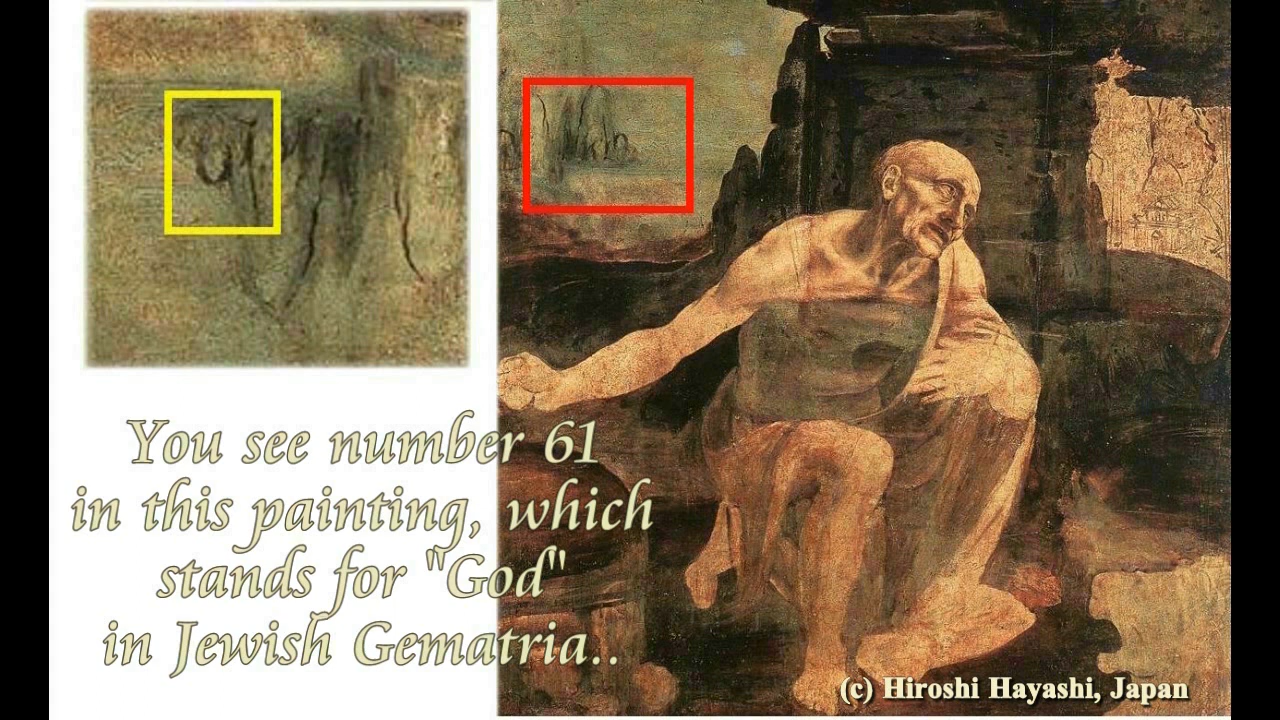 You see number 61
in this painting, which
stands for "God"
in Jewish Gematria..
(c) Hiroshi Hayashi, Japan